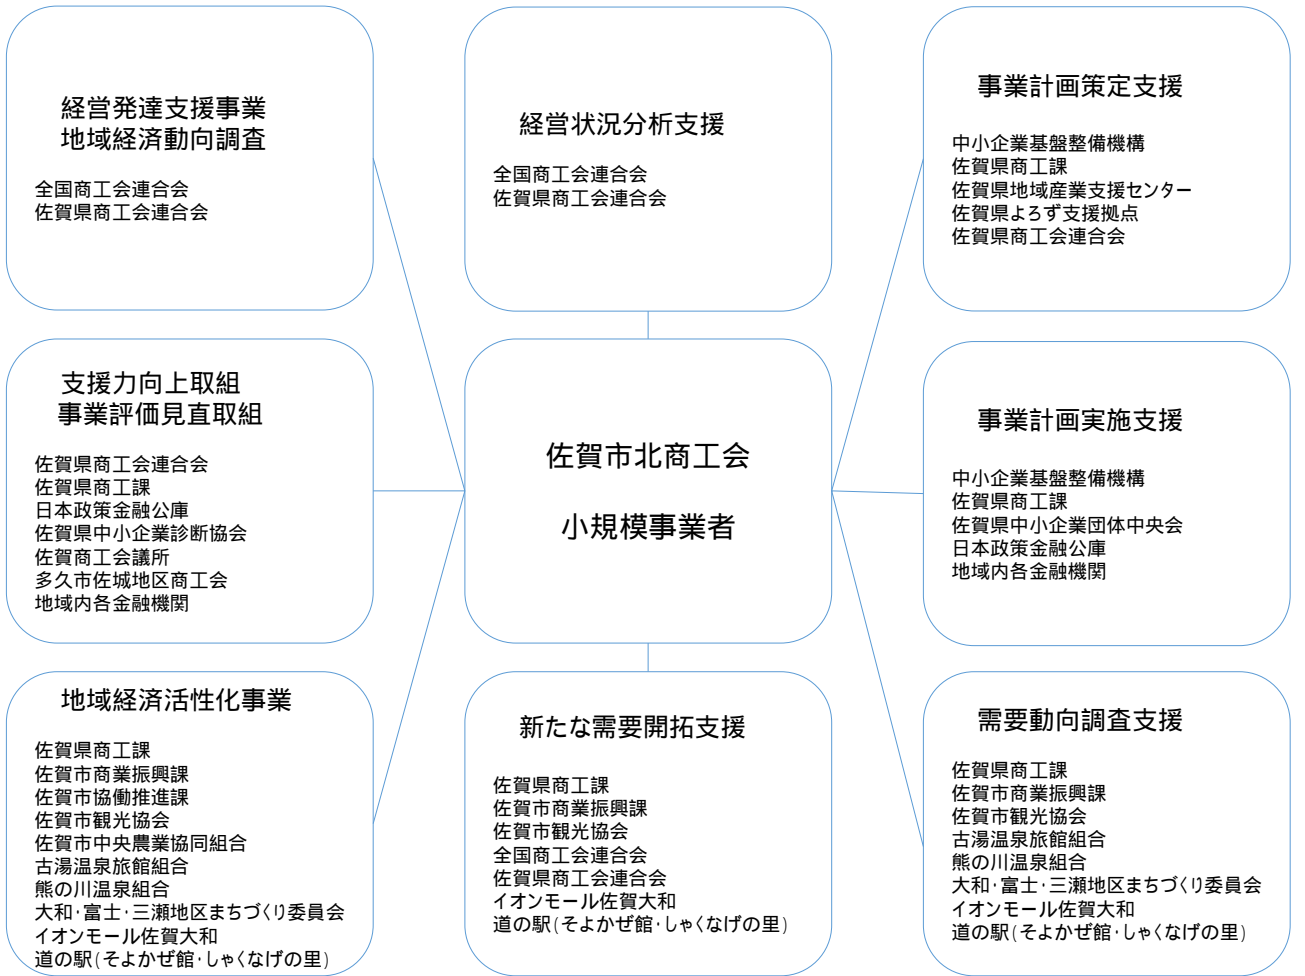 経営発達支援事業
地域経済動向調査
全国商工会連合会
佐賀県商工会連合会
経営状況分析支援
全国商工会連合会
佐賀県商工会連合会
事業計画策定支援
中小企業基盤整備機構
佐賀県商工課
佐賀県地域産業支援センター
佐賀県よろず支援拠点
佐賀県商工会連合会
支援力向上取組
事業評価見直取組
佐賀県商工会連合会
佐賀県商工課
日本政策金融公庫
佐賀県中小企業診断協会
佐賀商工会議所
多久市佐城地区商工会
地域内各金融機関
佐賀市北商工会
小規模事業者
事業計画実施支援
中小企業基盤整備機構
佐賀県商工課
佐賀県中小企業団体中央会
日本政策金融公庫
地域内各金融機関
地域経済活性化事業
佐賀県商工課
佐賀市商業振興課
佐賀市協働推進課
佐賀市観光協会
佐賀市中央農業協同組合
古湯温泉旅館組合
熊の川温泉組合
大和・富士・三瀬地区まちづくり委員会
イオンモール佐賀大和
道の駅(そよかぜ館・しゃくなげの里)
新たな需要開拓支援
佐賀県商工課
佐賀市商業振興課
佐賀市観光協会
全国商工会連合会
佐賀県商工会連合会
イオンモール佐賀大和
道の駅(そよかぜ館・しゃくなげの里)
需要動向調査支援
佐賀県商工課
佐賀市商業振興課
佐賀市観光協会
古湯温泉旅館組合
熊の川温泉組合
大和・富士・三瀬地区まちづくり委員会
イオンモール佐賀大和
道の駅(そよかぜ館・しゃくなげの里)